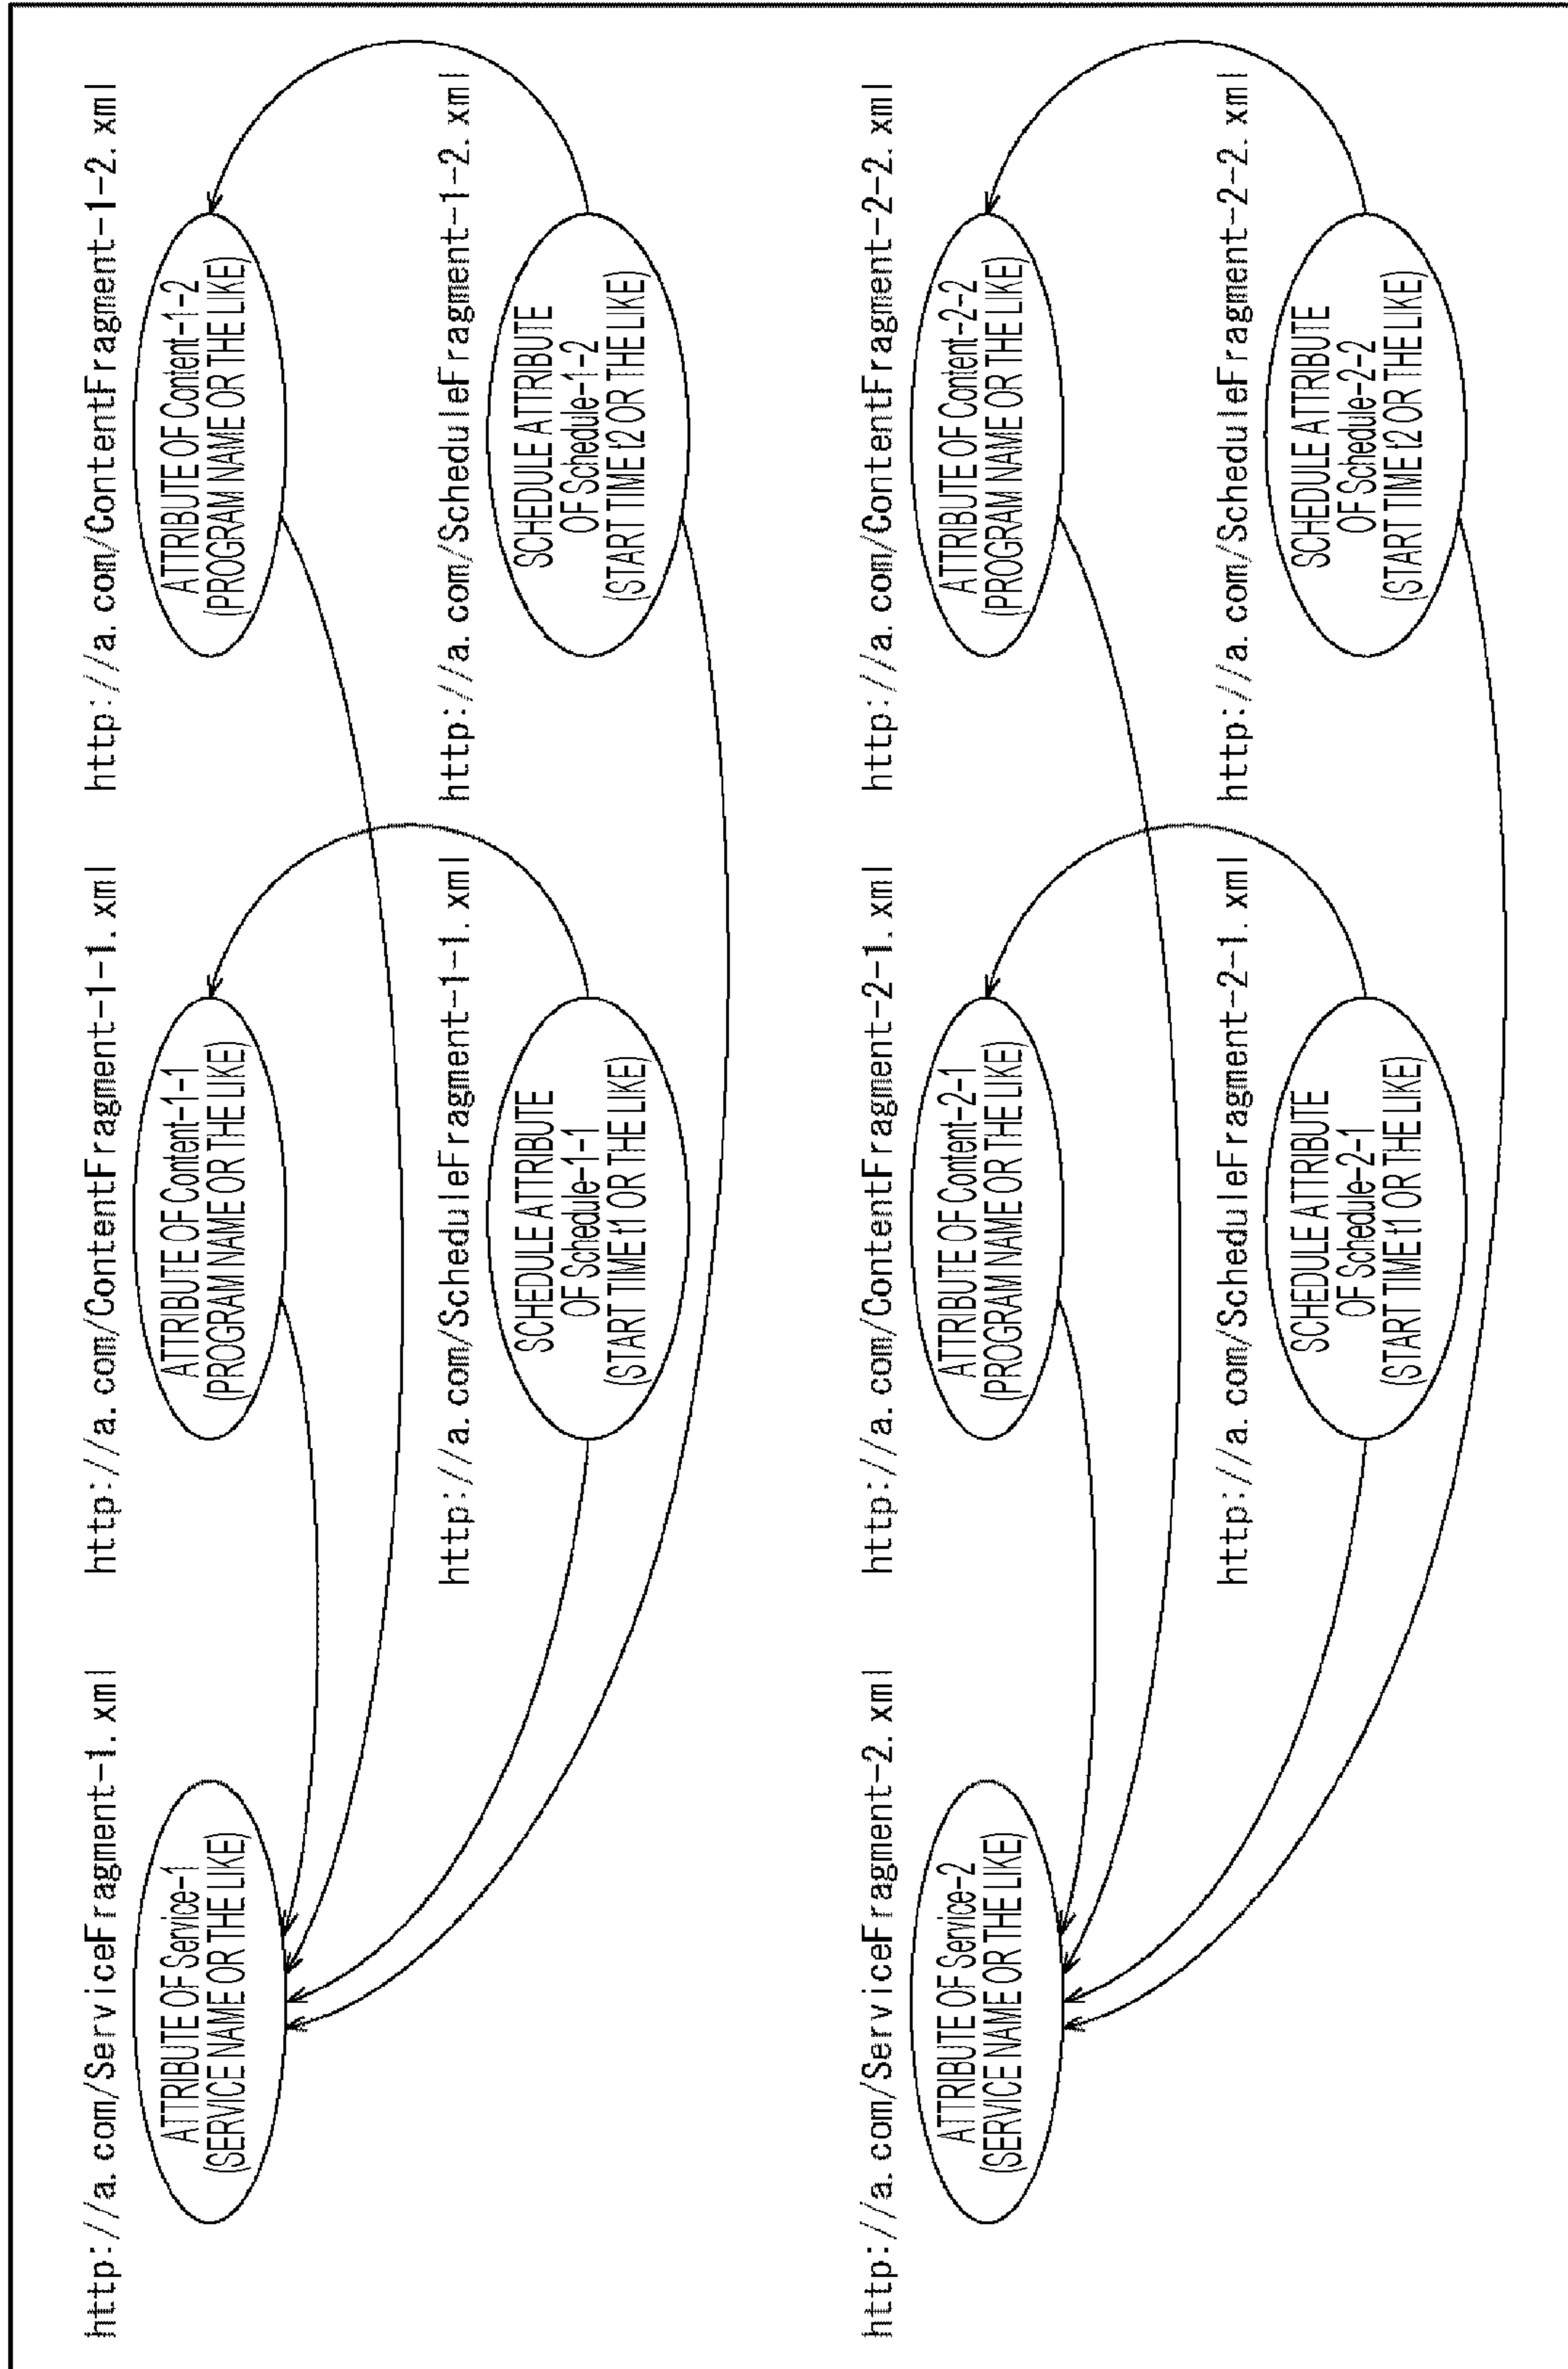 http://a.com/ServiceFragment-1.xml
ATTRIBUTE OF Service-1
(SERVICE NAME OR THE LIKE)
http://a.com/ContentFragment-1-1.xml
ATTRIBUTE OF Content-1-1
(PROGRAM NAME OR THE LIKE)
http://a.com/ContentFragment-1-2.xml
ATTRIBUTE OF Content-1-2
(PROGRAM NAME OR THE LIKE)
http://a.com/ScheduleFragment-1-1.xml
SCHEDULE ATTRIBUTE
OF Schedule-1-1
(START TIME t1 OR THE LIKE)
http://a.com/ScheduleFragment-1-2.xml
SCHEDULE ATTRIBUTE
OF Schedule-1-2
(START TIME t2 OR THE LIKE)
http://a.com/ServiceFragment-2.xml
ATTRIBUTE OF Service-2
(SERVICE NAME OR THE LIKE)
http://a.com/ContentFragment-2-1.xml
ATTRIBUTE OF Content-2-1
(PROGRAM NAME OR THE LIKE)
http://a.com/ContentFragment-2-2.xml
ATTRIBUTE OF Content-2-2
(PROGRAM NAME OR THE LIKE)
http://a.com/ScheduleFragment-2-1.xml
SCHEDULE ATTRIBUTE
OF Schedule-2-1
(START TIME t1 OR THE LIKE)
http://a.com/ScheduleFragment-2-2.xml
SCHEDULE ATTRIBUTE
OF Schedule-2-2
(START TIME t2 OR THE LIKE)